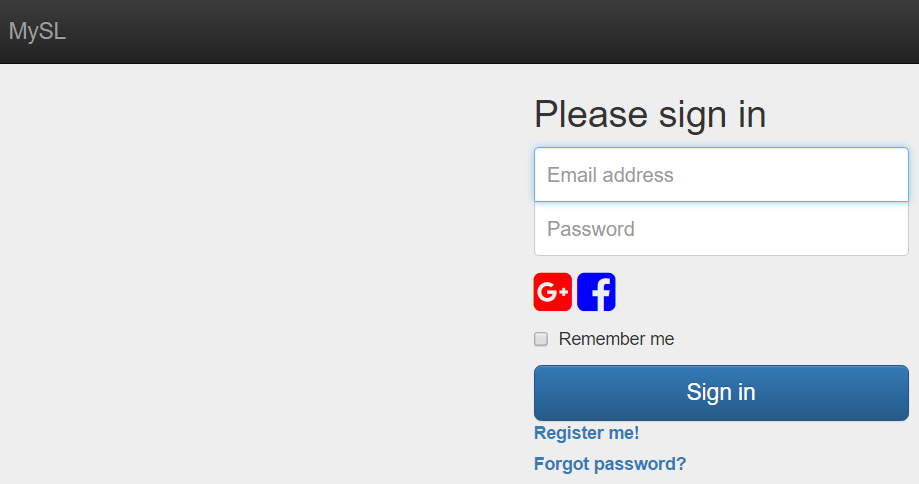 MySL
Please sign in
Email address
Password
G+ f
Remember me
Sign in
Register me!
Forgot password?